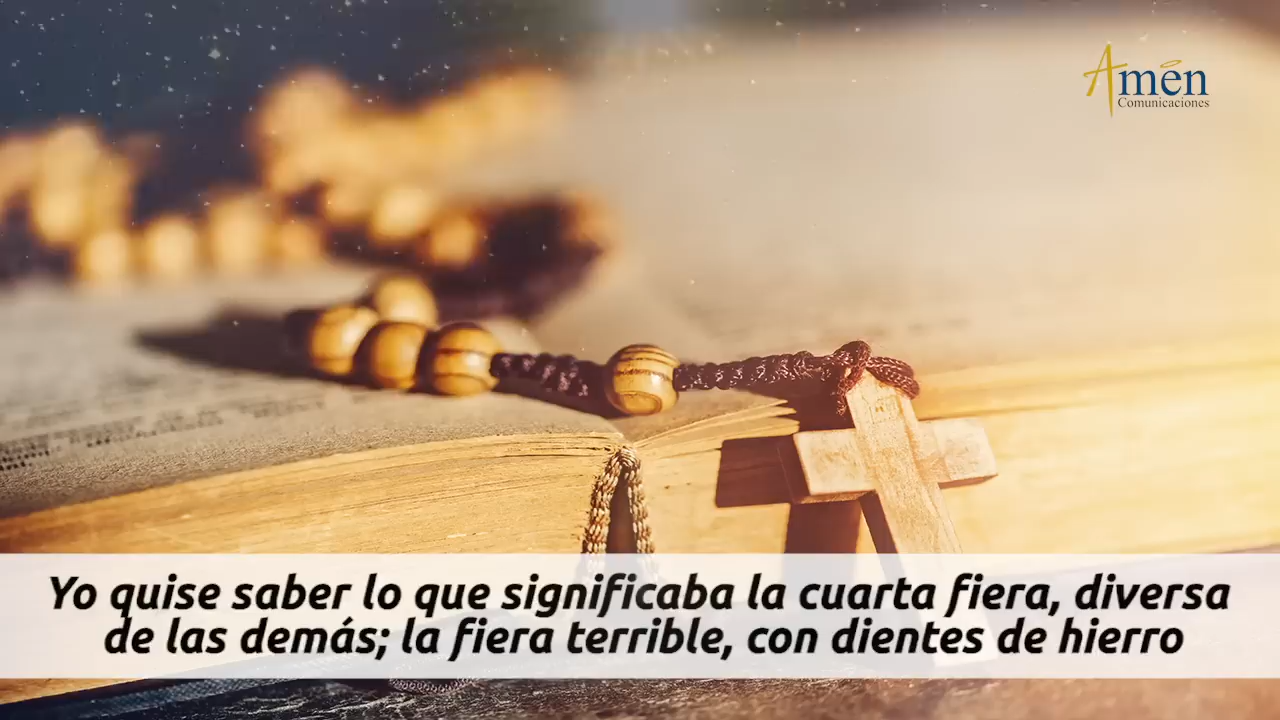 Amén
Comunicaciones
Yo quise saber lo que significaba la cuarta fiera, diversa
de las demás; la fiera terrible, con dientes de hierro